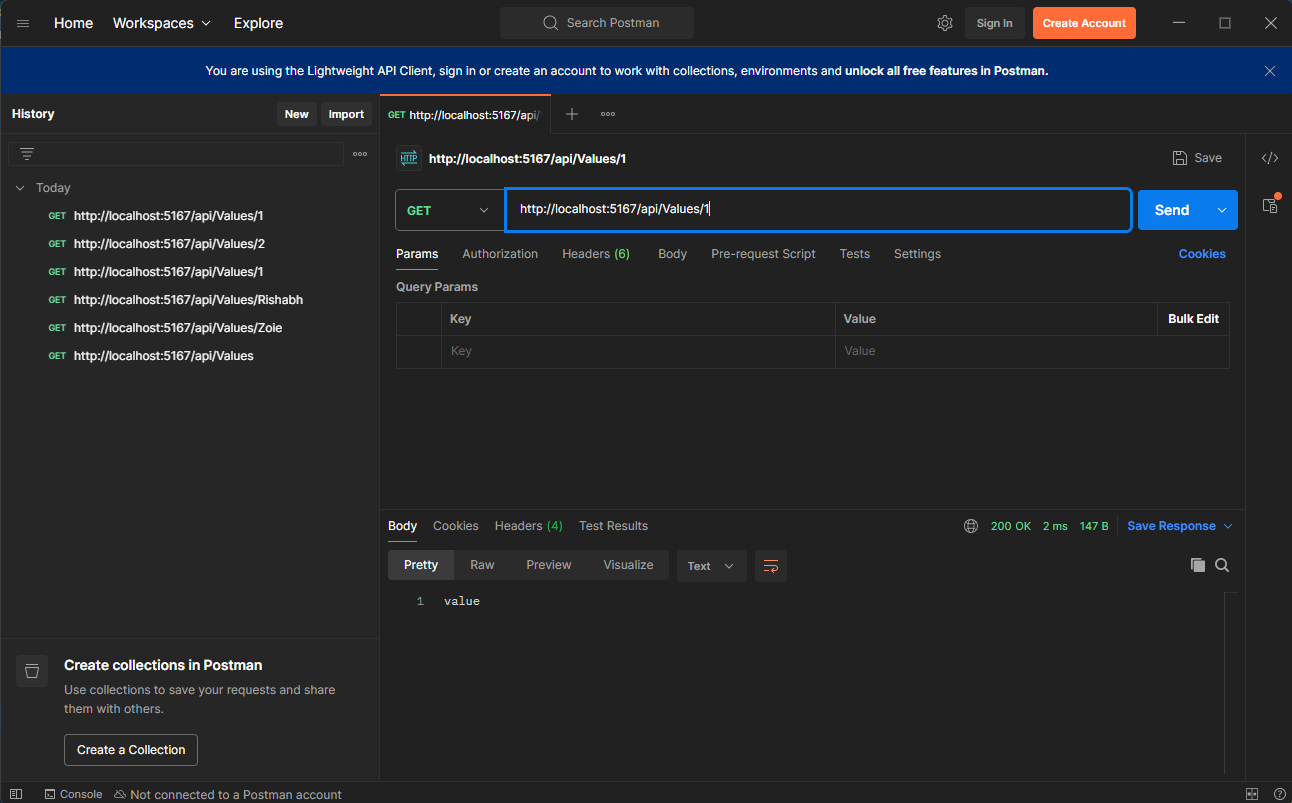 Home Workspaces Explore Search Postman Sign In Create Account
You are using the Lightweight API Client, sign in or create an account to work with collections, environments and unlock all free features in Postman.
History New Import
GET http://localhost:5167/api/
HTTP http://localhost:5167/api/Values/1 Save </>
Today
GET http://localhost:5167/api/Values/1
GET http://localhost:5167/api/Values/2
GET http://localhost:5167/api/Values/1
GET http://localhost:5167/api/Values/Rishabh
GET http://localhost:5167/api/Values/Zoie
GET http://localhost:5167/api/Values
GET http://localhost:5167/api/Values/1 Send
Params Authorization Headers (6) Body Pre-request Script Tests Settings Cookies
Query Params
Key Value Bulk Edit
Key Value
Body Cookies Headers (4) Test Results 200 OK 2 ms 147 B Save Response
Pretty Raw Preview Visualize Text
1 value
Create collections in Postman
Use collections to save your requests and share
them with others.
Create a Collection
Console Not connected to a Postman account